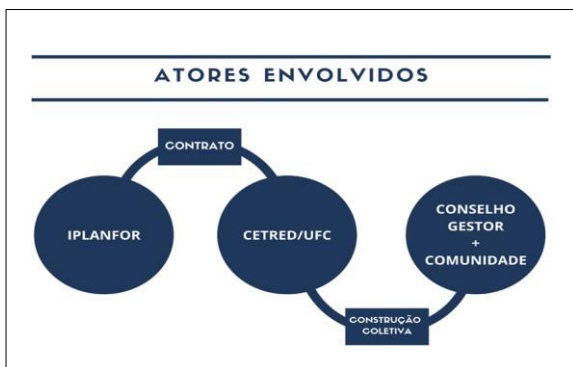 ATORES ENVOLVIDOS
CONTRATO
IPLANFOR
CETRED/UFC
CONSELHO
GESTOR
+
COMUNIDADE
CONSTRUÇÃO
COLETIVA